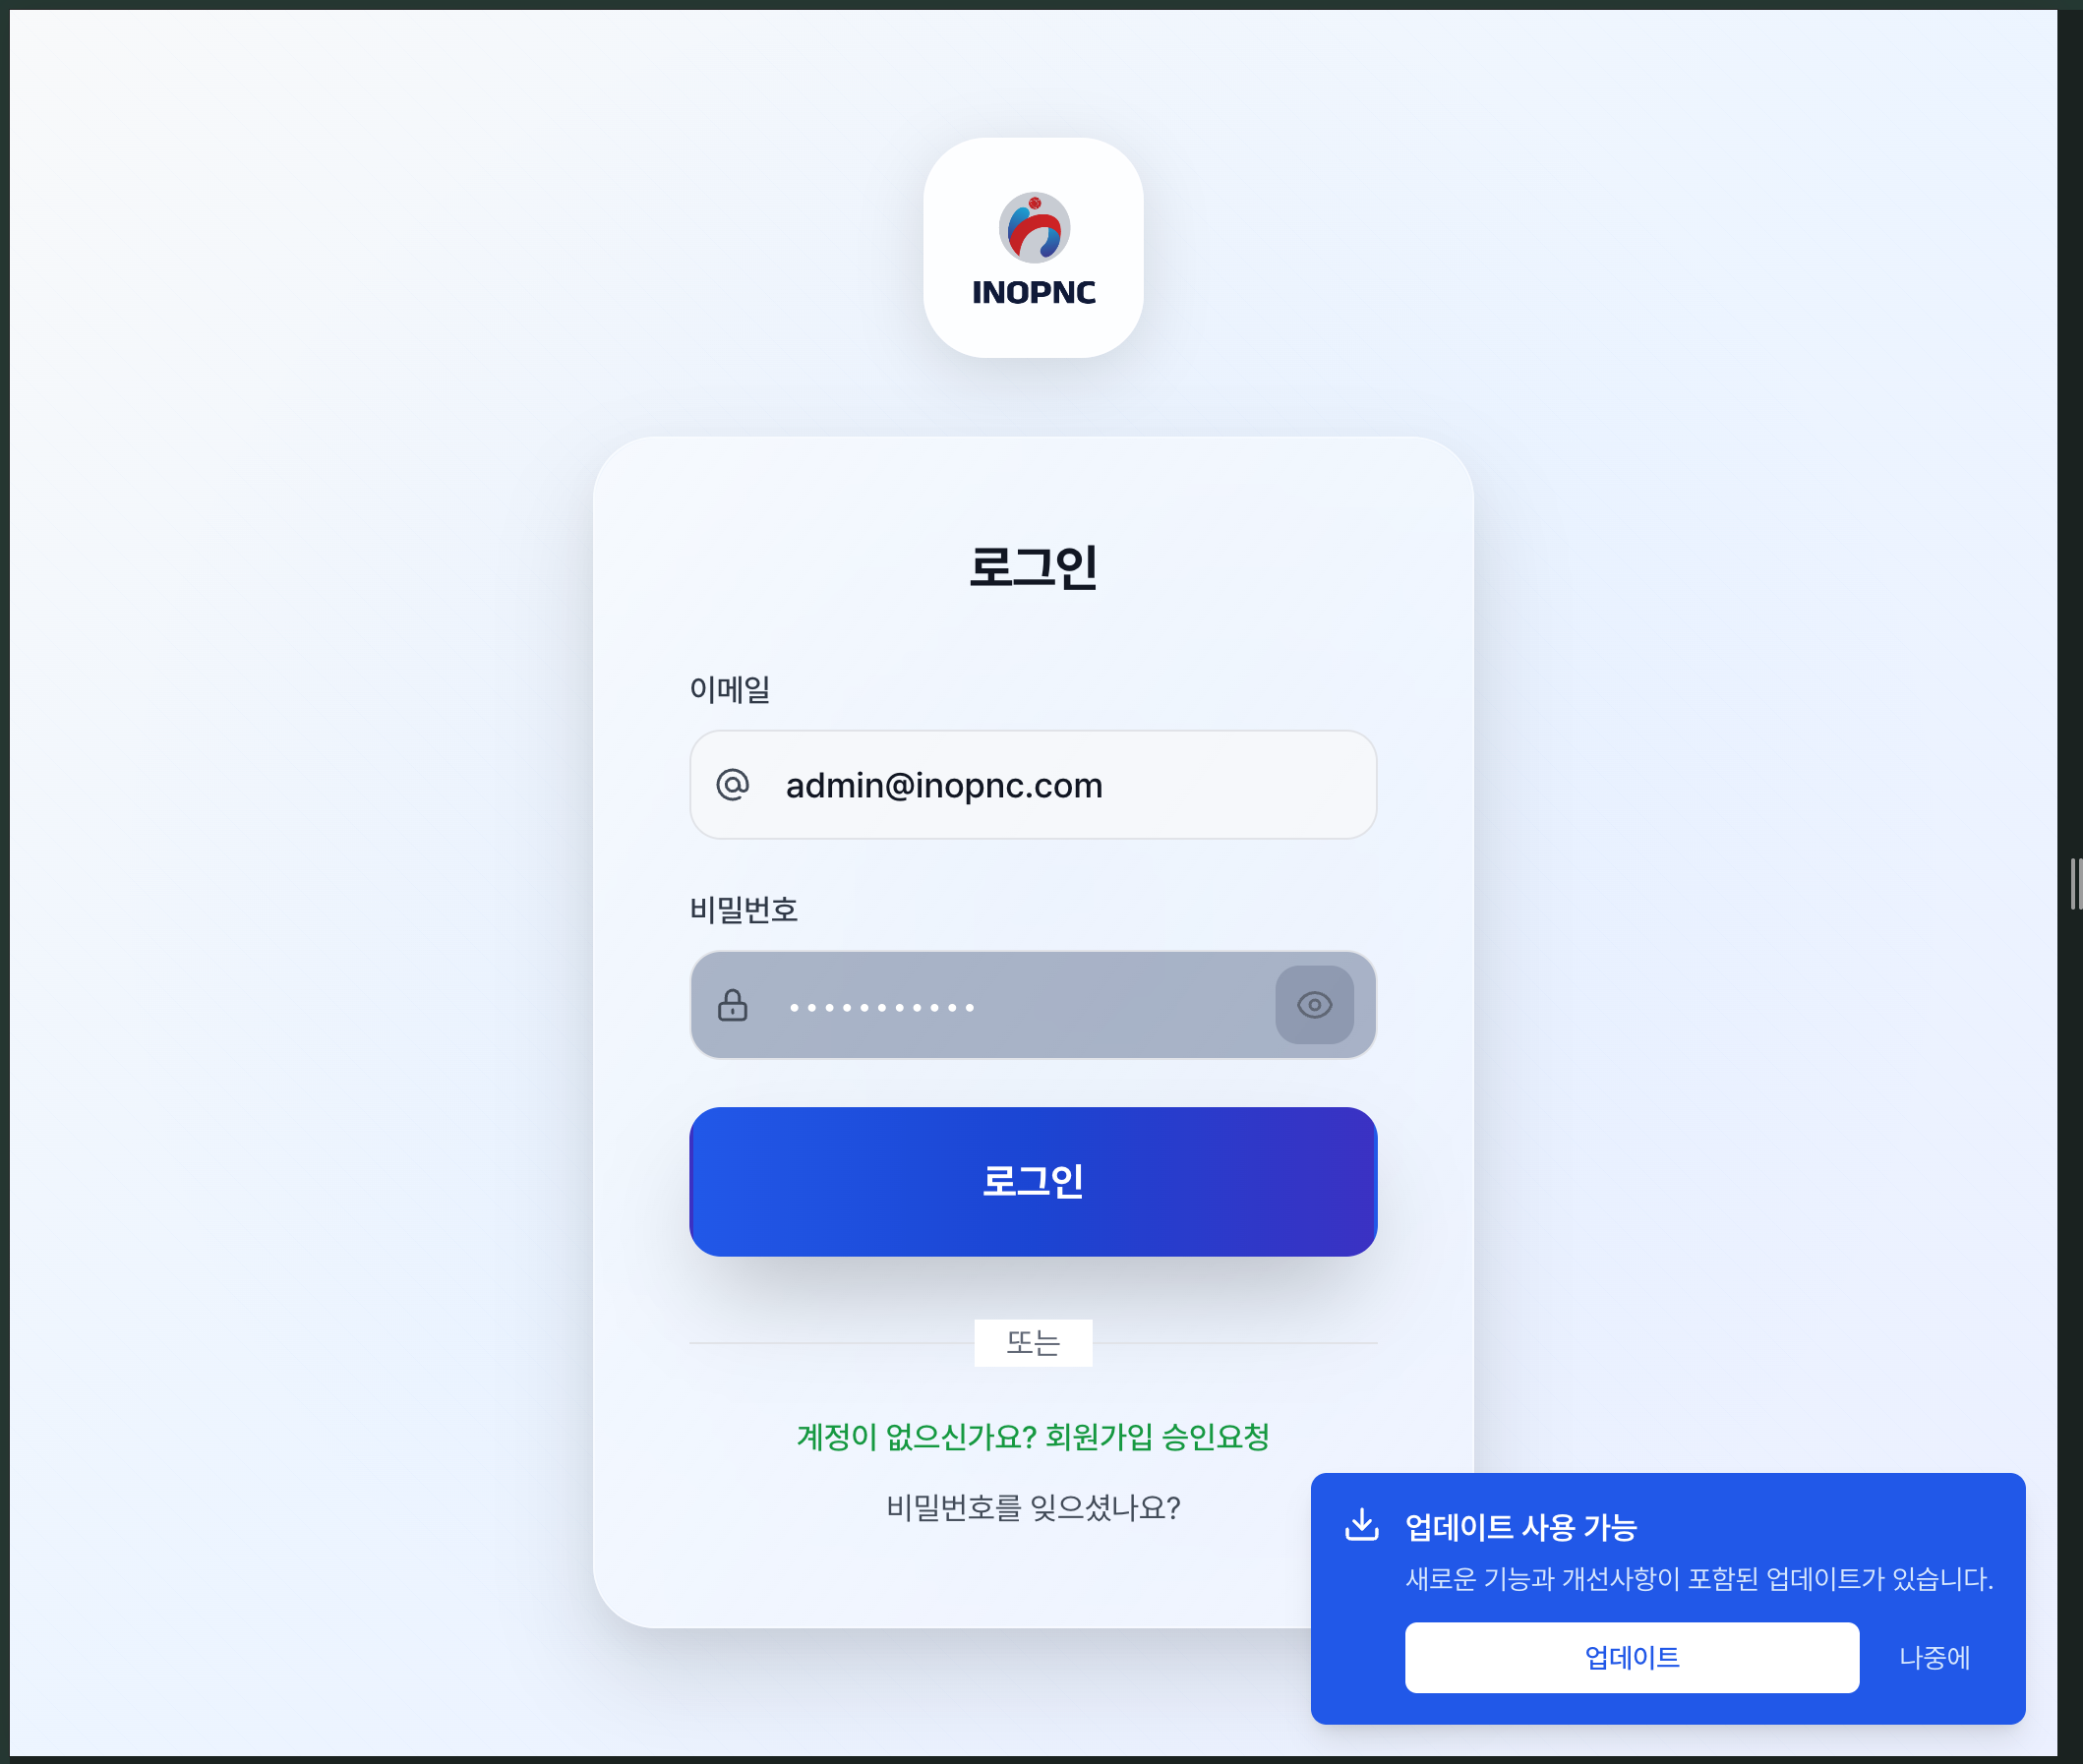 INOPNC
로그인
이메일
admin@inopnc.com
비밀번호
•••••••••••
로그인
또는
계정이 없으신가요? 회원가입 승인요청
비밀번호를 잊으셨나요?
업데이트 사용 가능
새로운 기능과 개선사항이 포함된 업데이트가 있습니다.
업데이트
나중에